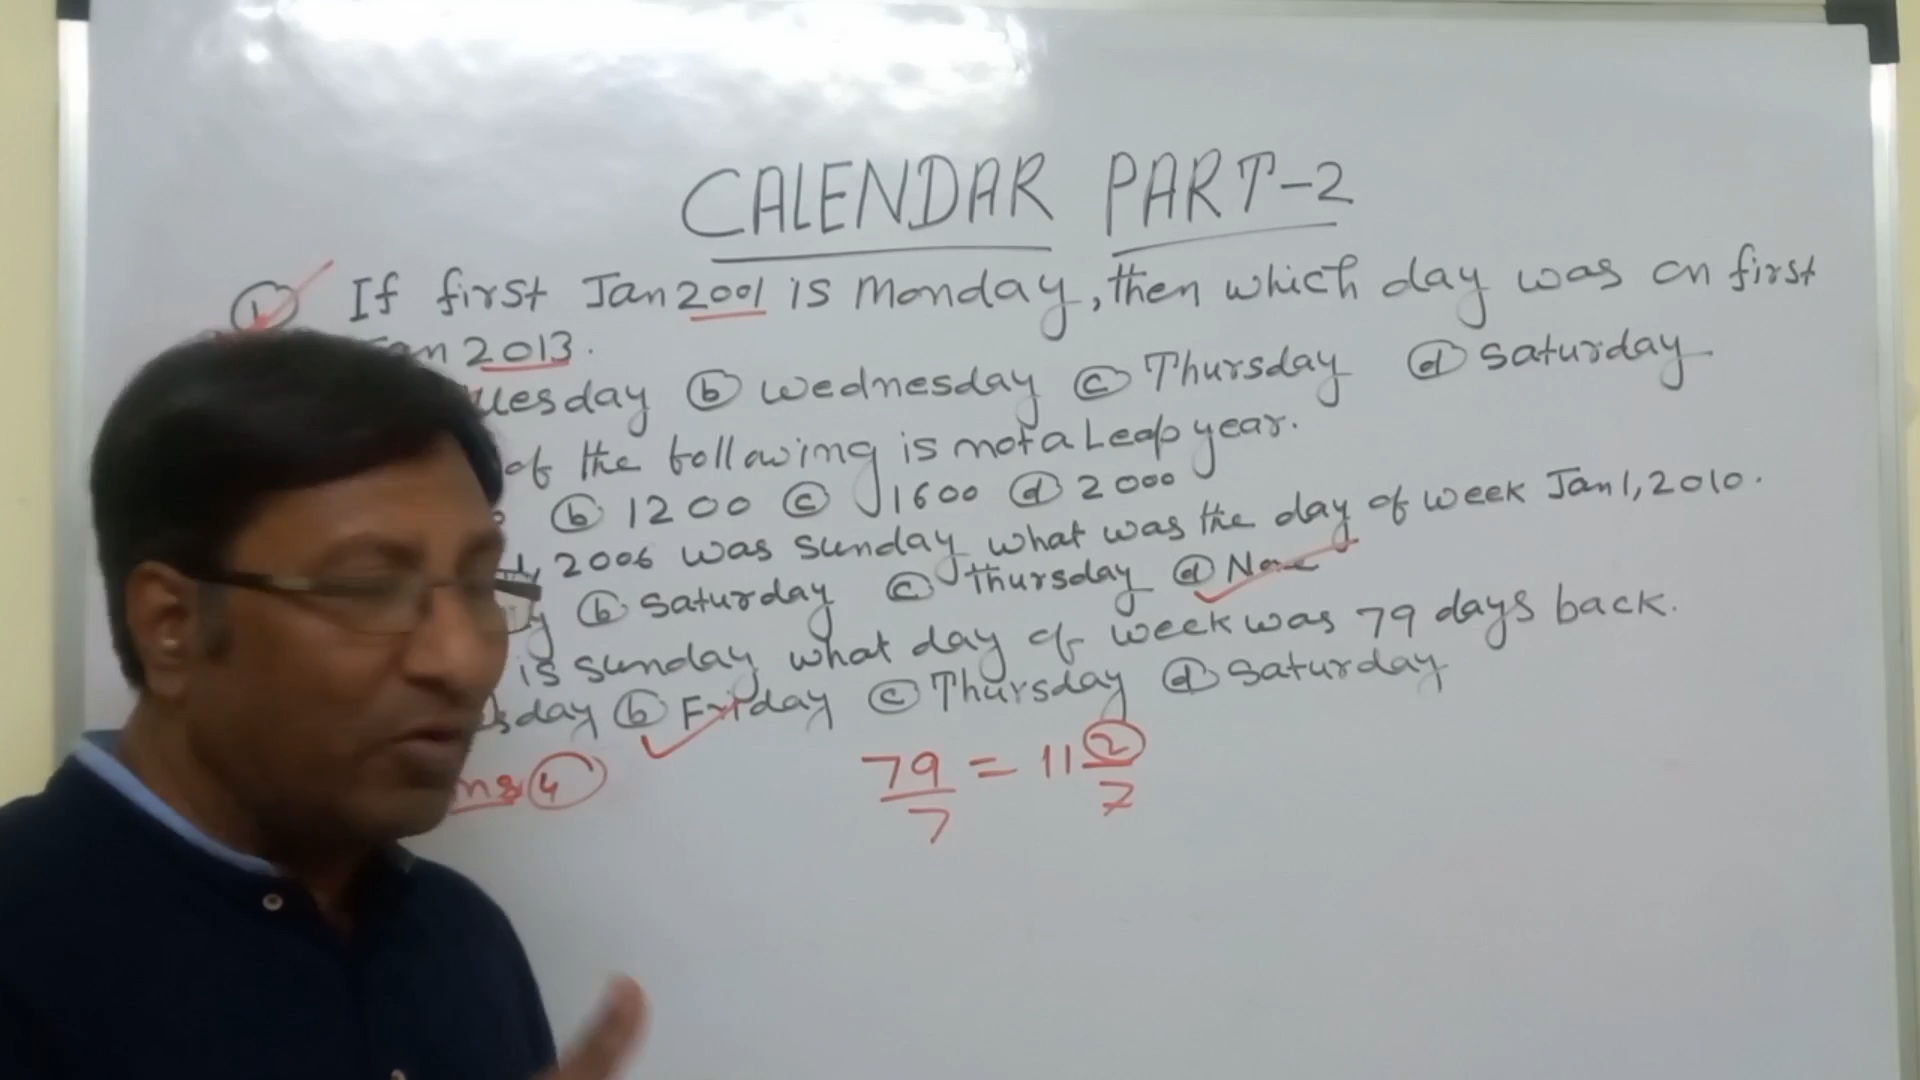 CALENDAR PART-2
① If first Jan 2001 is Monday, then which day was on first
2013.
ⓑ Wednesday ⓒ Thursday ⓓ Saturday
of the following is not a Leap year.
ⓑ 1200 ⓒ 1600 ⓓ 2000
2006 was Sunday what was the day of week Jan 1, 2010.
ⓑ Saturday ⓒ Thursday ⓓ None
is Sunday what day of week was 79 days back.
ⓑ Friday ⓒ Thursday ⓓ Saturday
④ 79/7 = 11 2/7